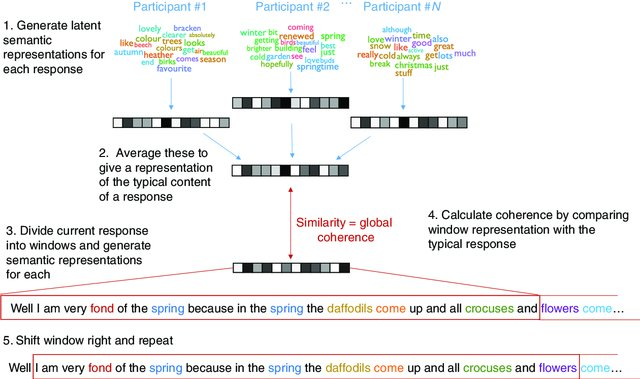 Participant #1
Participant #2
...
Participant #N
1. Generate latent
semantic representations for
each response
lovely bracken
clearer absolutely
colour trees looks
like beech colours get air beautiful
autumn heather season
end birks comes
favourite
coming
winter bit renewed spring
getting birds beautiful best
brighter building feel just
cold garden see lovebuds
hopefully springtime
although
love winter time also
snow like good great
active
really cold always get lots much
break christmas just
stuff
2. Average these to
give a representation
of the typical content
of a response
3. Divide current response
into windows and generate
semantic representations
for each
Similarity = global
coherence
4. Calculate coherence by comparing
window representation with the
typical response
Well I am very fond of the spring because in the spring the daffodils come up and all crocuses and flowers come...
5. Shift window right and repeat
Well I am very fond of the spring because in the spring the daffodils come up and all crocuses and flowers come...